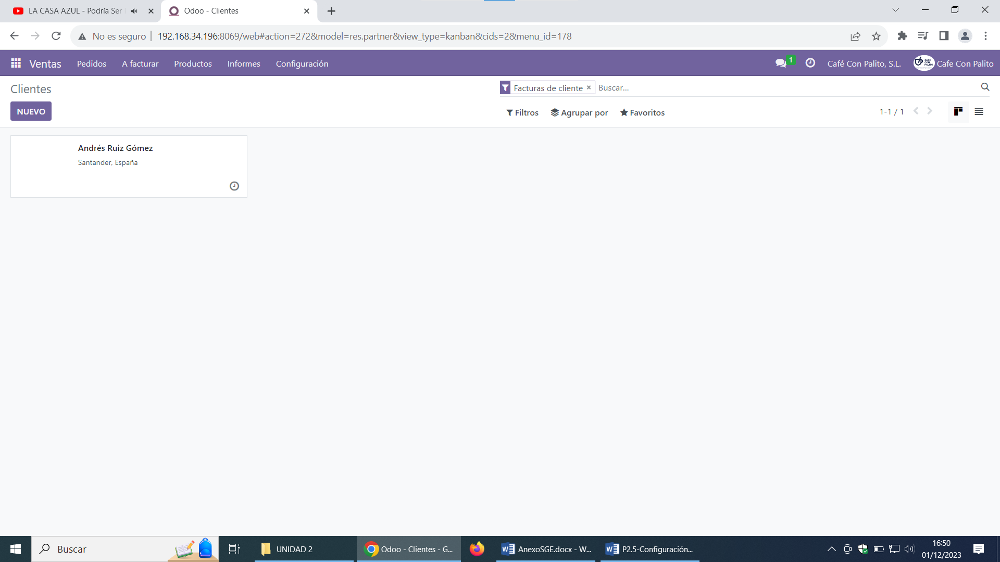 LA CASA AZUL - Podría Ser
Odoo - Clientes
No es seguro
192.168.34.196:8069/web#action=272&model=res.partner&view_type=kanban&cids=2&menu_id=178
Ventas
Pedidos
A facturar
Productos
Informes
Configuración
1
Café Con Palito, S.L.
CAFÉ CON PALITO
Cafe Con Palito
Clientes
Facturas de cliente
Buscar...
NUEVO
Filtros
Agrupar por
Favoritos
1-1 / 1
Andrés Ruiz Gómez
Santander, España
Buscar
UNIDAD 2
Odoo - Clientes - G...
AnexoSGE.docx - W...
P2.5-Configuración...
16:50
01/12/2023